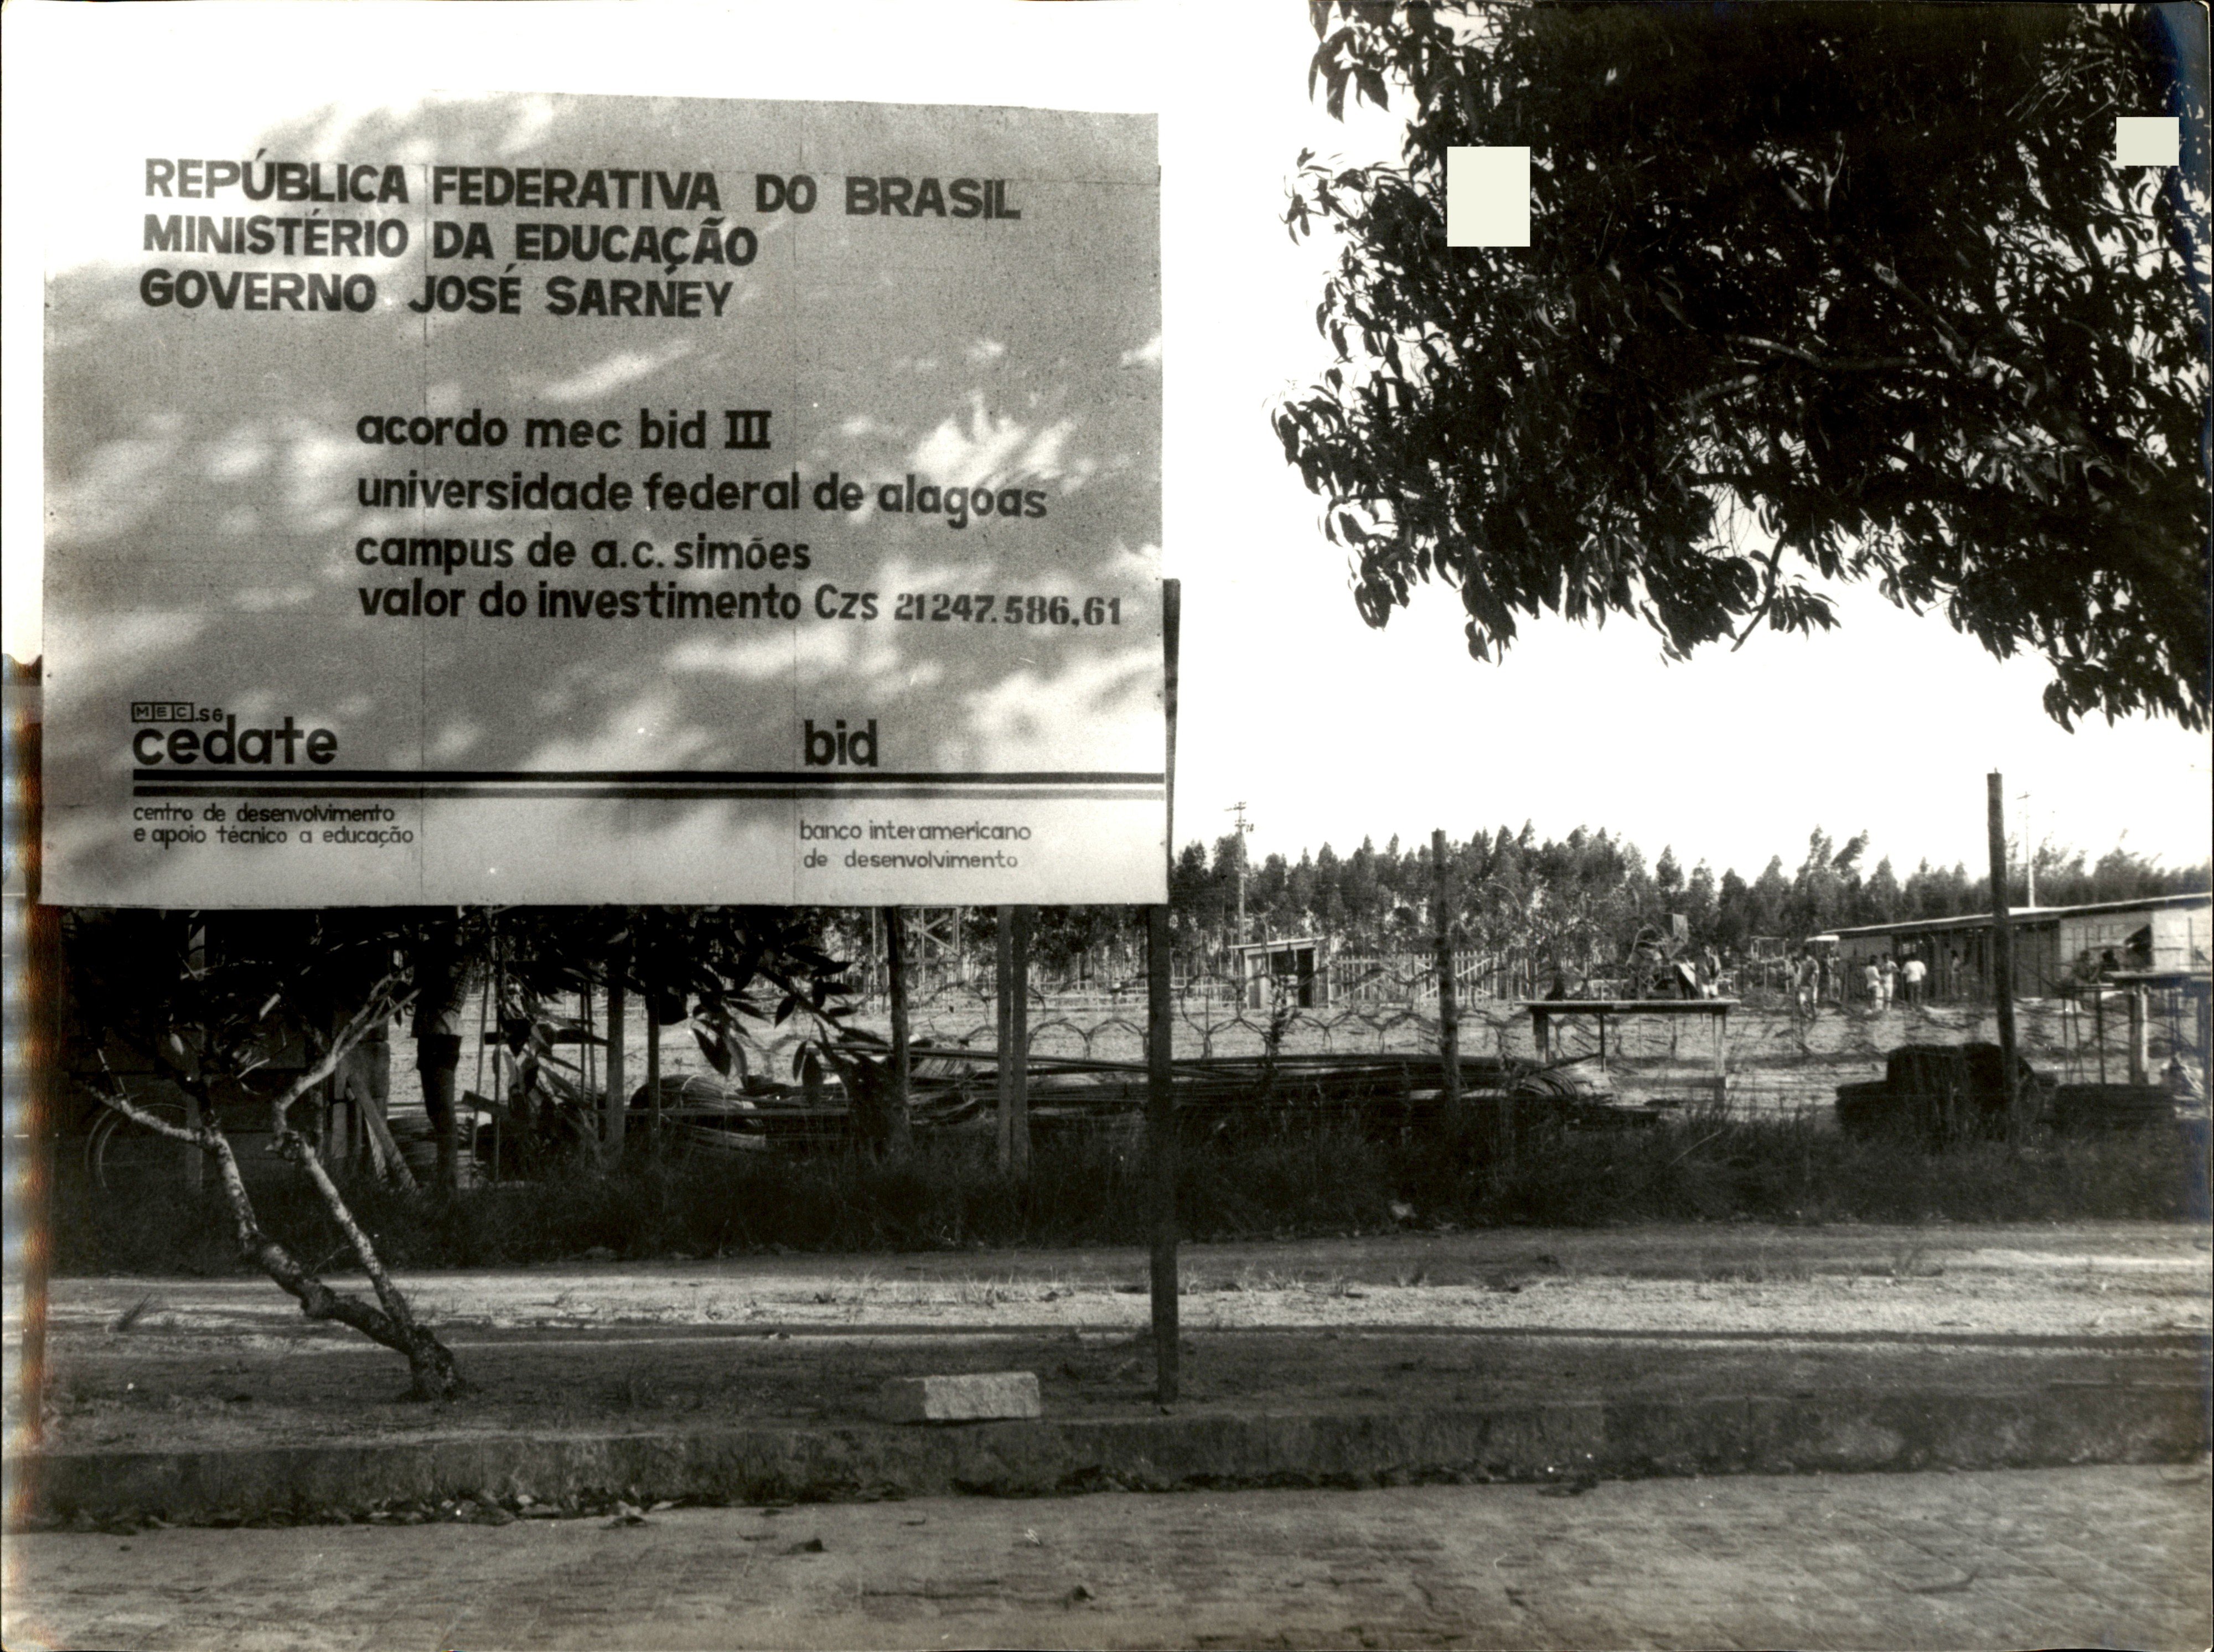 REPÚBLICA FEDERATIVA DO BRASIL
MINISTÉRIO DA EDUCAÇÃO
GOVERNO JOSÉ SARNEY
acordo mec bid III
universidade federal de alagoas
campus de a.c. simões
valor do investimento Czs 21247.586,61
MEC.SG
cedate
centro de desenvolvimento
e apoio técnico a educação
bid
banco interamericano
de desenvolvimento